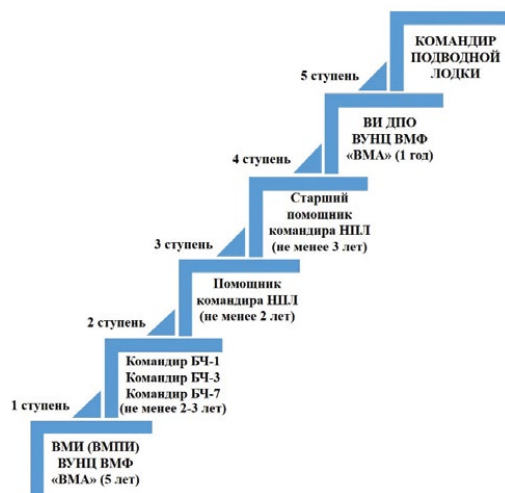 КОМАНДИР
ПОДВОДНОЙ
ЛОДКИ
5 ступень
ВИ ДПО
ВУНЦ ВМФ
«ВМА» (1 год)
4 ступень
Старший
помощник
командира НПЛ
(не менее 3 лет)
3 ступень
Помощник
командира НПЛ
(не менее 2 лет)
2 ступень
Командир БЧ-1
Командир БЧ-3
Командир БЧ-7
(не менее 2-3 лет)
1 ступень
ВМИ (ВМПИ)
ВУНЦ ВМФ
«ВМА» (5 лет)